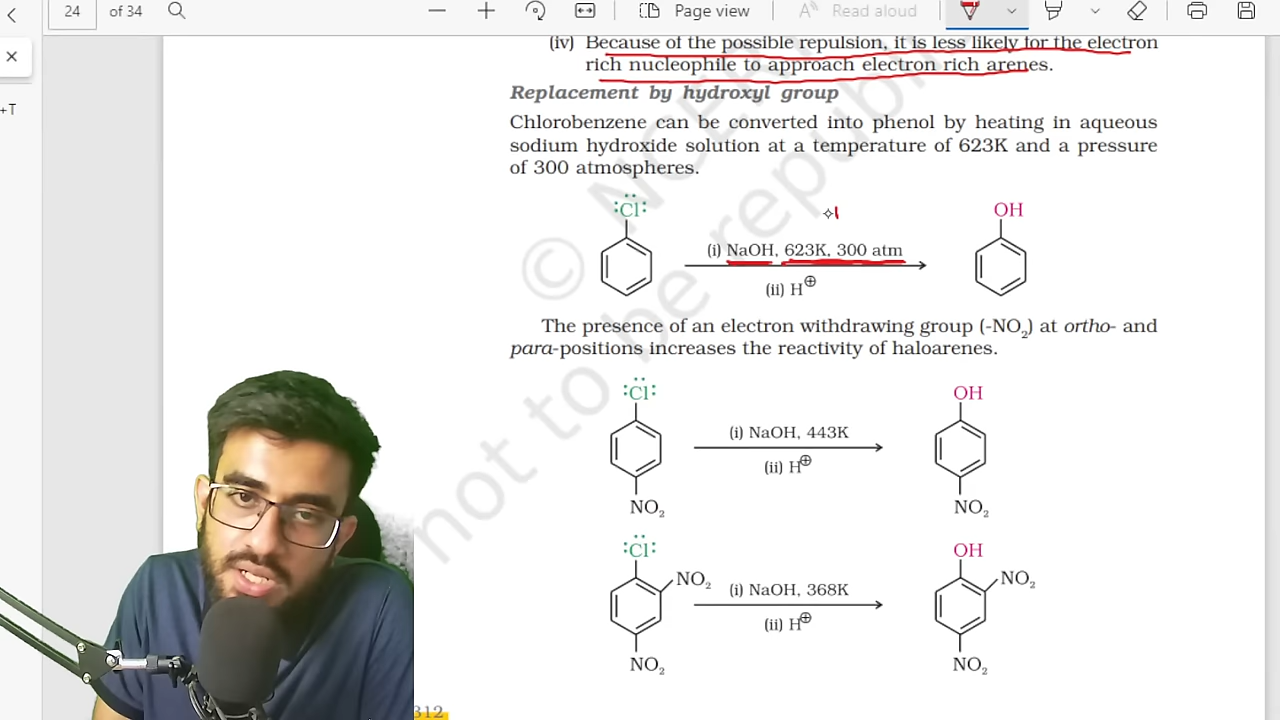 24 of 34
Page view
Read aloud
+T
(iv) Because of the possible repulsion, it is less likely for the electron
rich nucleophile to approach electron rich arenes.
Replacement by hydroxyl group
Chlorobenzene can be converted into phenol by heating in aqueous
sodium hydroxide solution at a temperature of 623K and a pressure
of 300 atmospheres.
Cl
OH
(i) NaOH, 623K, 300 atm
(ii) H⊕
The presence of an electron withdrawing group (-NO₂) at ortho- and
para-positions increases the reactivity of haloarenes.
Cl
OH
(i) NaOH, 443K
(ii) H⊕
NO₂
NO₂
Cl
OH
NO₂
NO₂
(i) NaOH, 368K
(ii) H⊕
NO₂
NO₂
312
© NCERT
not to be republi